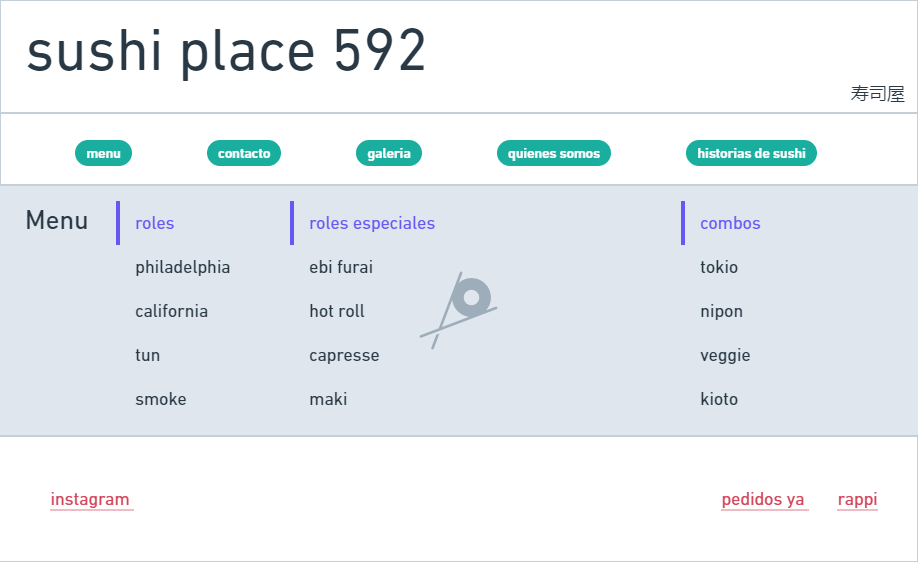 sushi place 592
寿司屋
menu contacto galeria quienes somos historias de sushi
Menu roles roles especiales combos
philadelphia ebi furai tokio
california hot roll nipon
tun capresse veggie
smoke maki kioto
instagram pedidos ya rappi